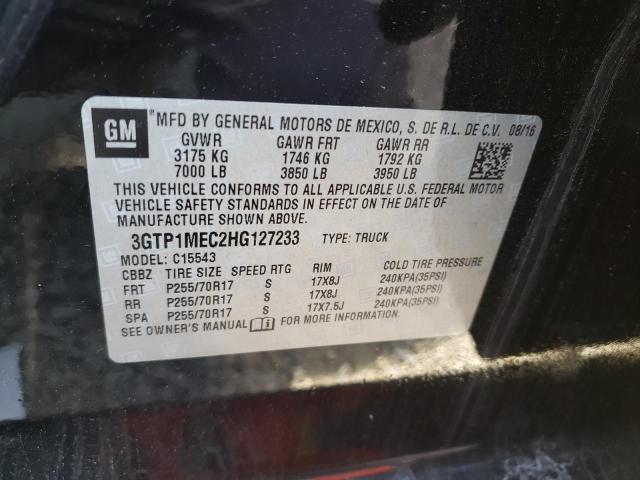 GM
MFD BY GENERAL MOTORS DE MEXICO, S. DE R.L. DE C.V. 08/16
GVWR GAWR FRT GAWR RR
3175 KG 1746 KG 1792 KG
7000 LB 3850 LB 3950 LB
THIS VEHICLE CONFORMS TO ALL APPLICABLE U.S. FEDERAL MOTOR
VEHICLE SAFETY STANDARDS IN EFFECT ON THE DATE OF
MANUFACTURE SHOWN ABOVE.
3GTP1MEC2HG127233 TYPE: TRUCK
MODEL: C15543
CBBZ TIRE SIZE SPEED RTG RIM COLD TIRE PRESSURE
FRT P255/70R17 S 17X8J 240KPA(35PSI)
RR P255/70R17 S 17X8J 240KPA(35PSI)
SPA P255/70R17 S 17X7.5J 240KPA(35PSI)
SEE OWNER'S MANUAL FOR MORE INFORMATION.